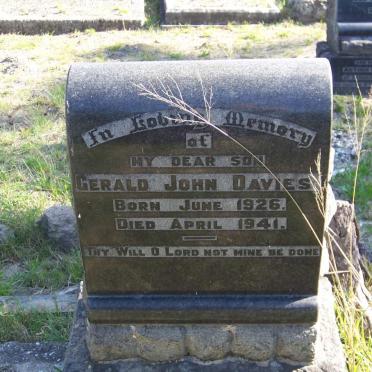 In Loving Memory
of
MY DEAR SON
GERALD JOHN DAVIES
BORN JUNE 1926.
DIED APRIL 1941.
THY WILL O LORD NOT MINE BE DONE